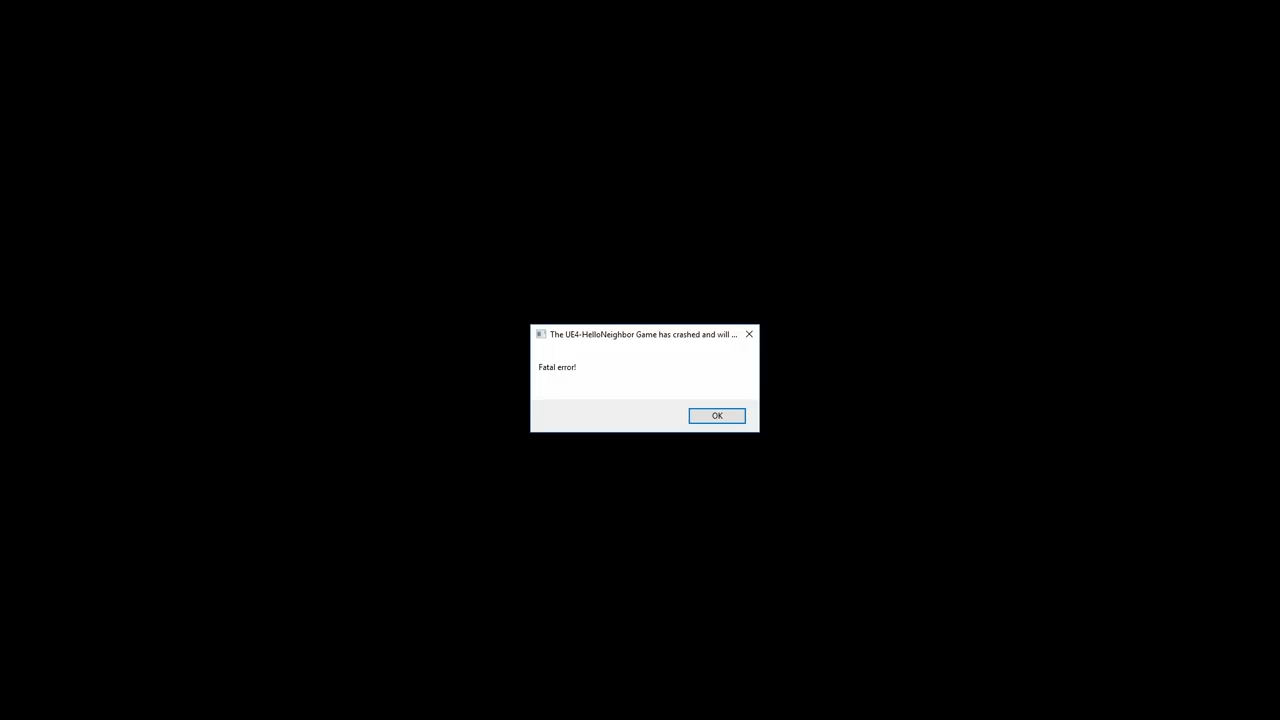 The UE4-HelloNeighbor Game has crashed and will ...
Fatal error!
OK